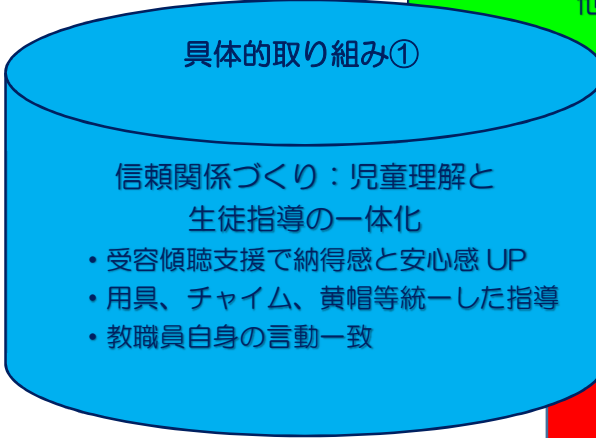 具体的取り組み①
信頼関係づくり：児童理解と
生徒指導の一体化
・受容傾聴支援で納得感と安心感 UP
・用具、チャイム、黄帽等統一した指導
・教職員自身の言動一致